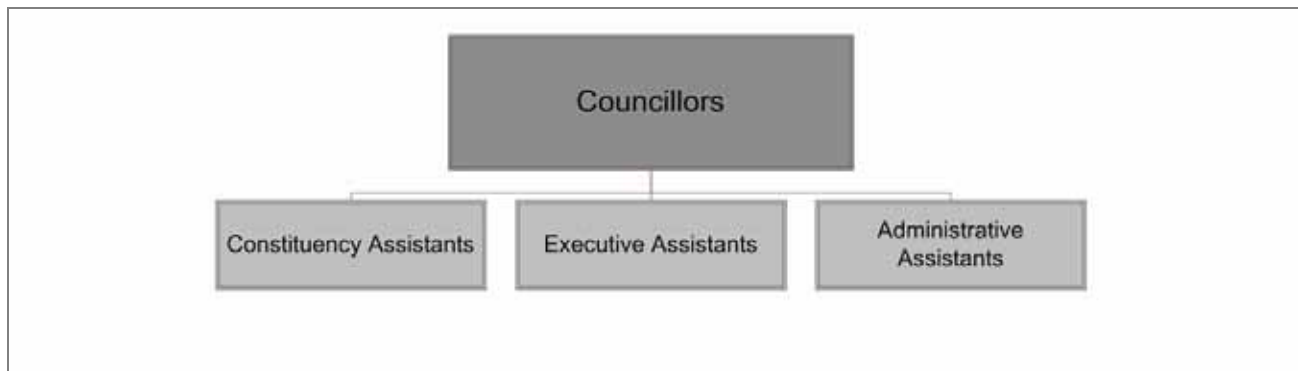 Councillors
Constituency Assistants
Executive Assistants
Administrative
Assistants